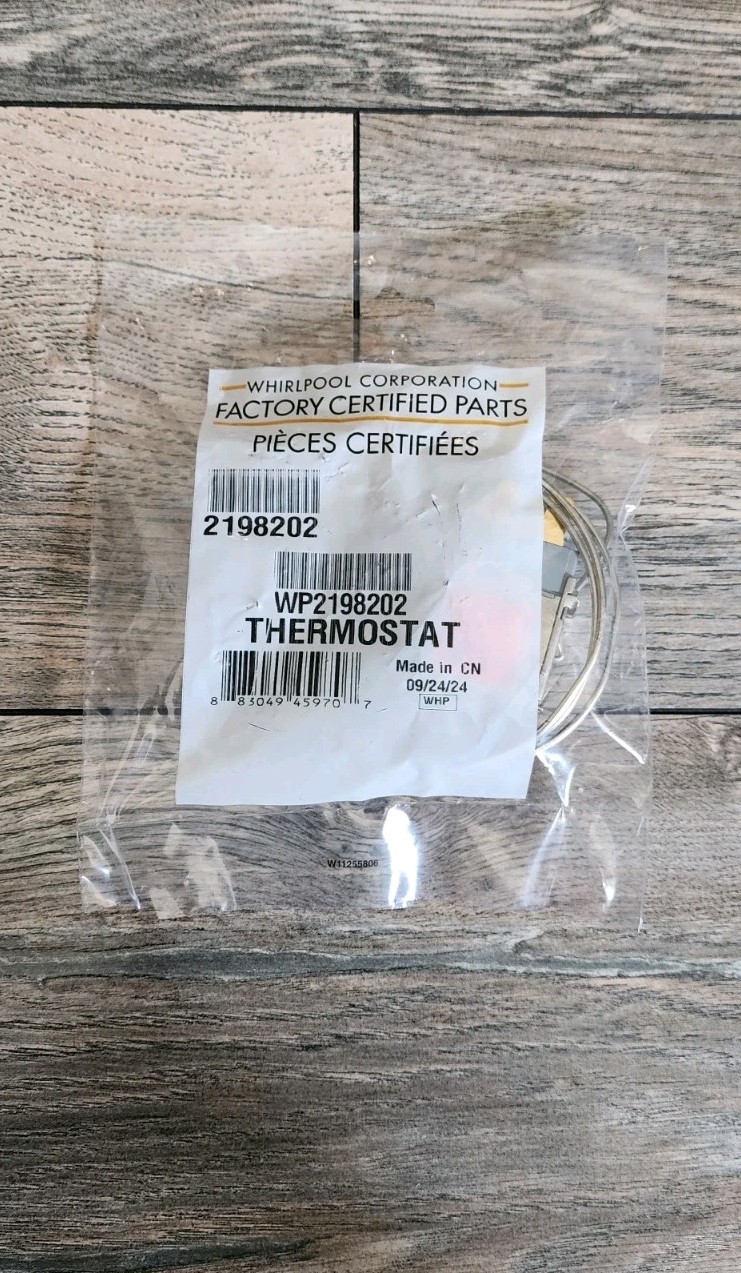 WHIRLPOOL CORPORATION
FACTORY CERTIFIED PARTS
PIÈCES CERTIFIÉES
2198202
WP2198202
THERMOSTAT
Made in CN
09/24/24
WHP
8 83049 45970 7
W11255806